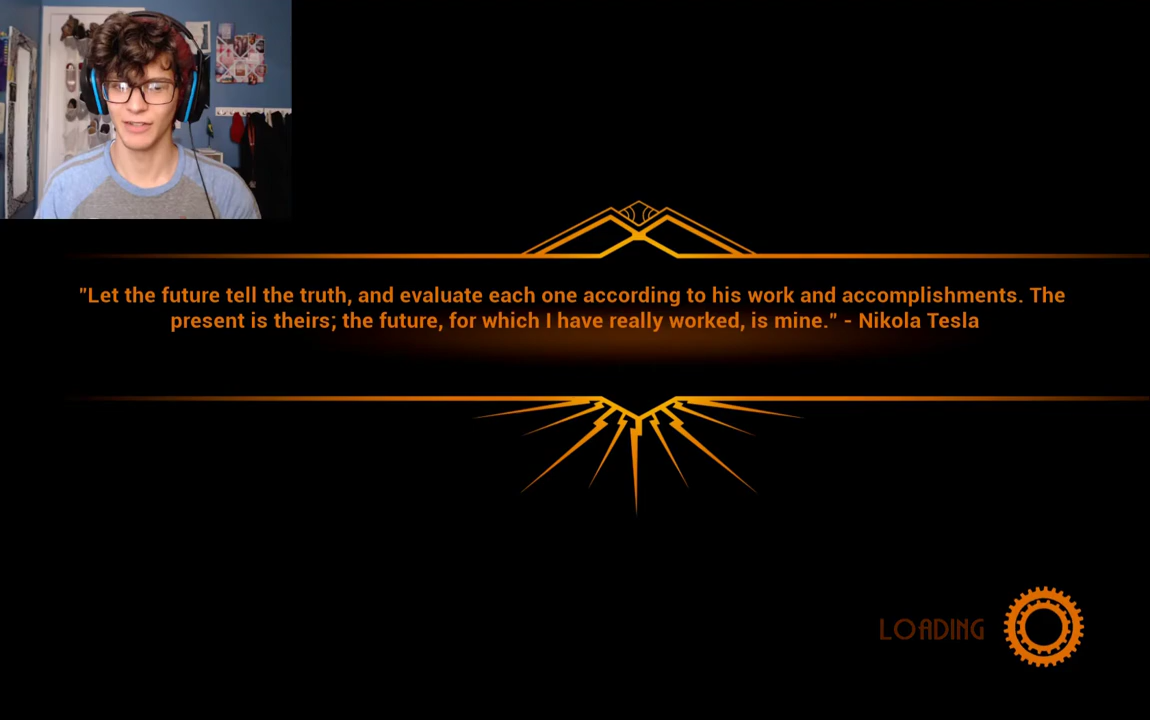 "Let the future tell the truth, and evaluate each one according to his work and accomplishments. The
present is theirs; the future, for which I have really worked, is mine." - Nikola Tesla
LOADING